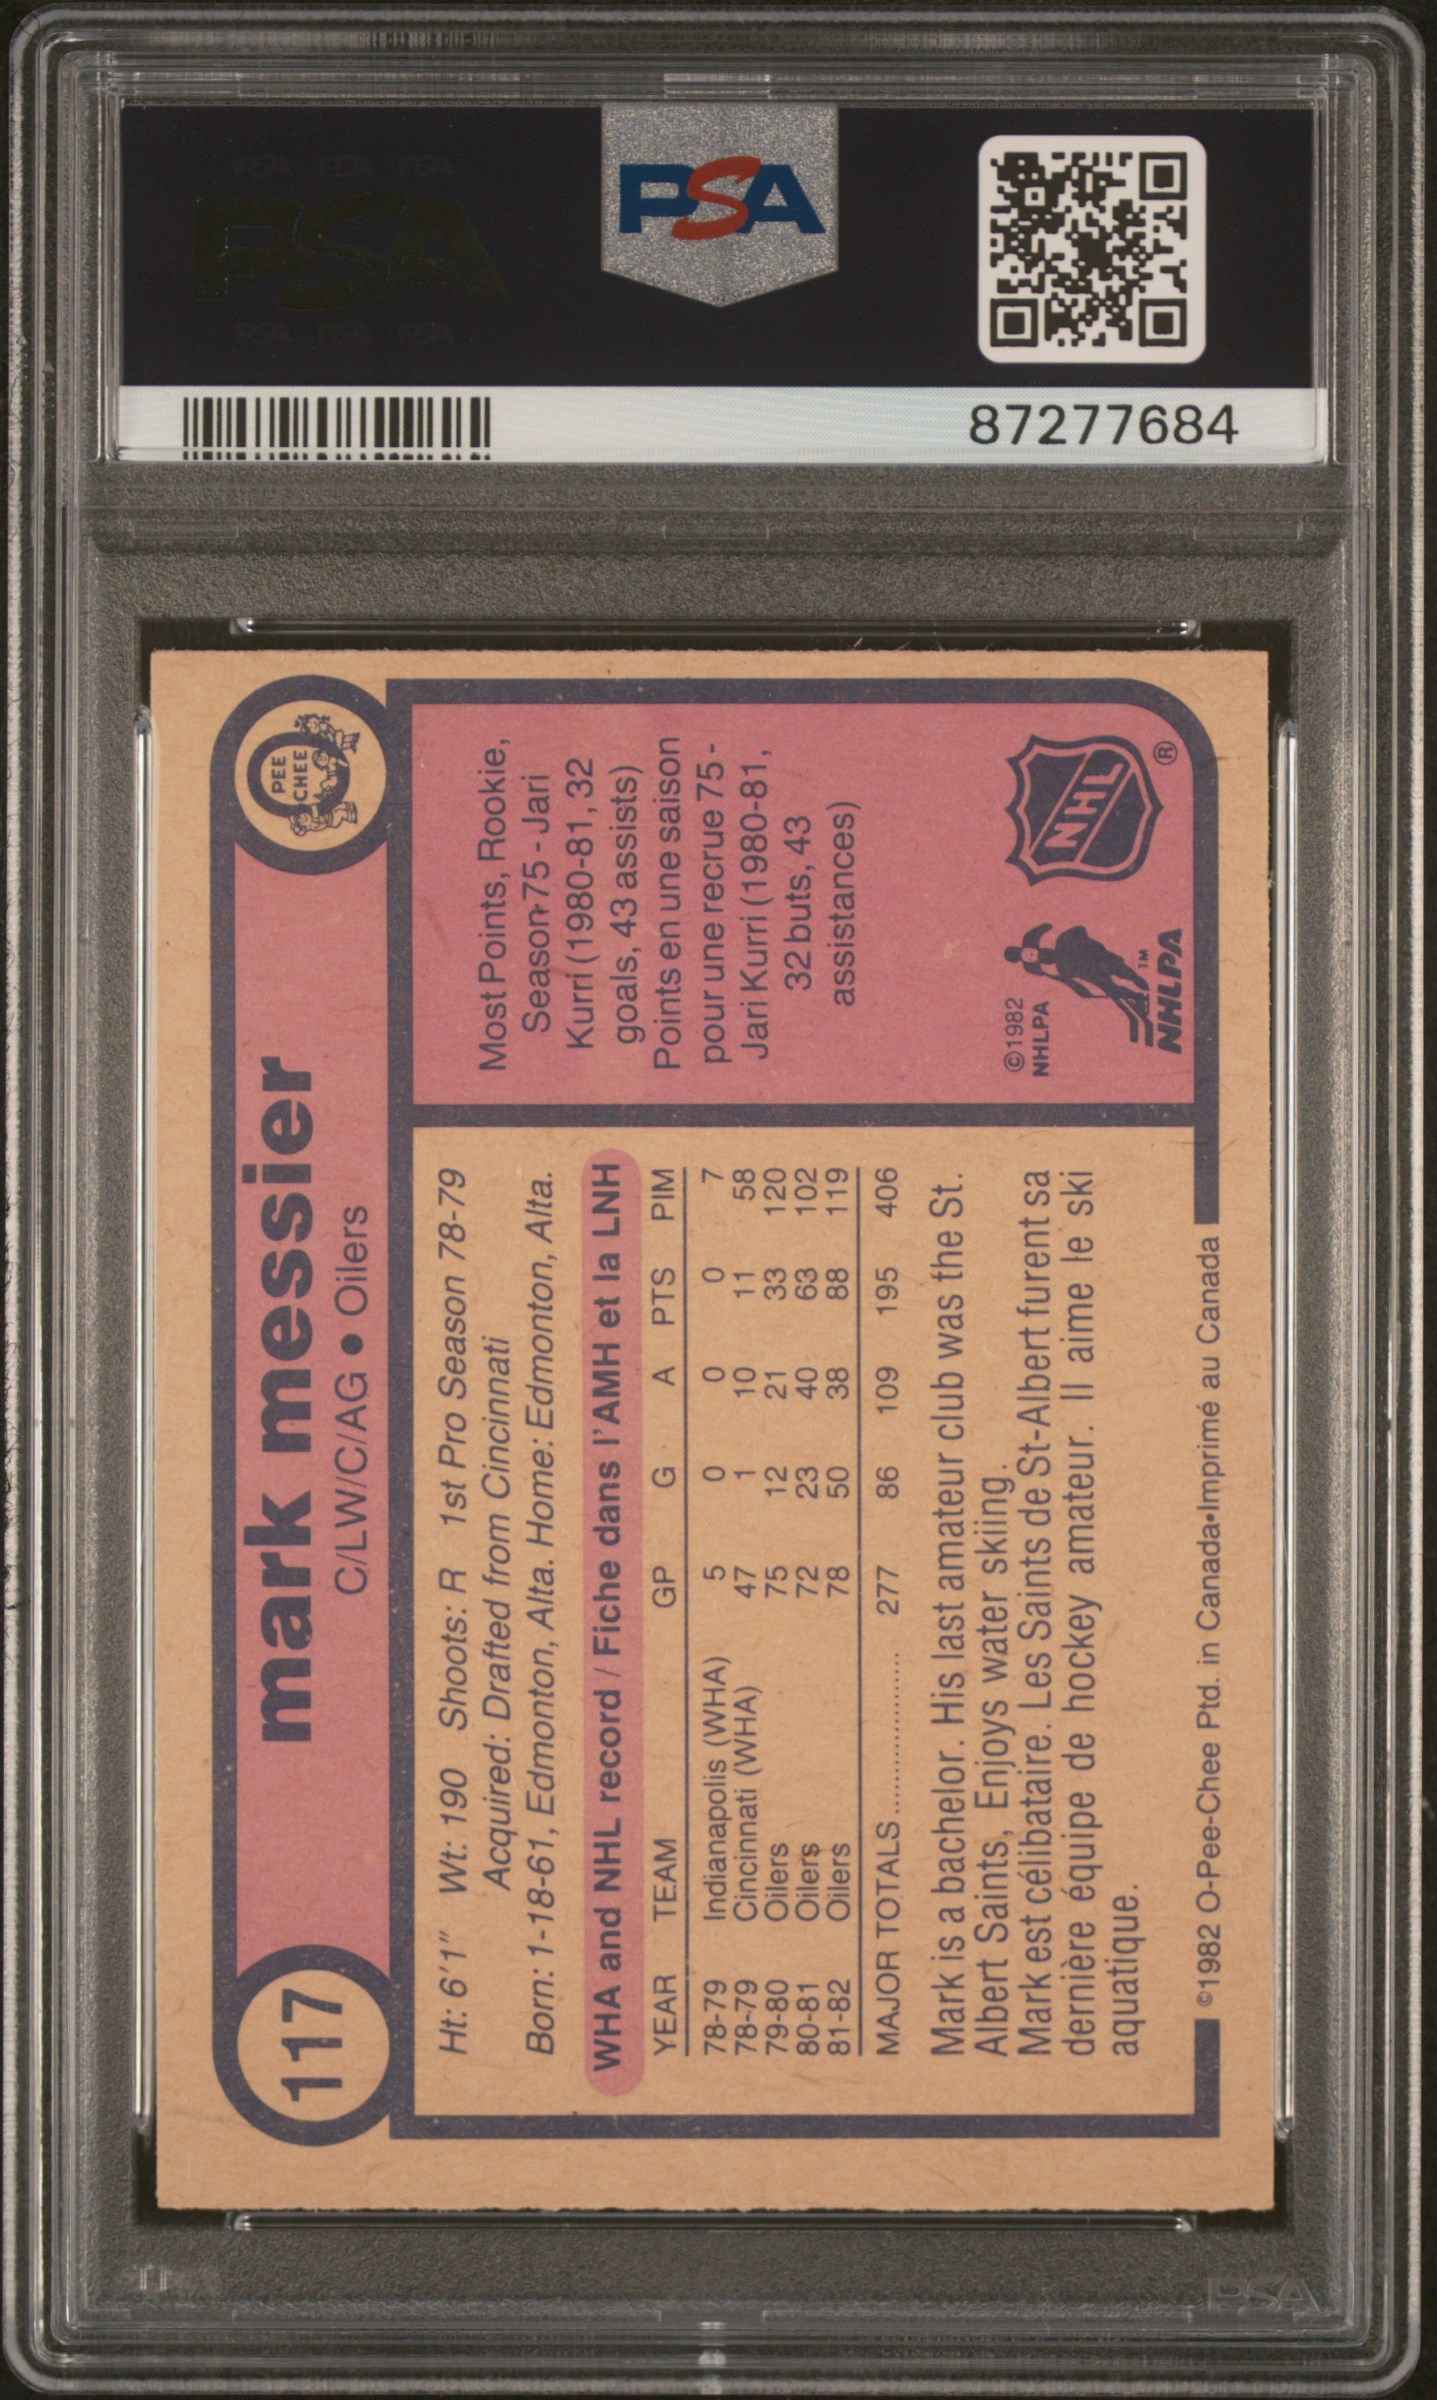 PSA
PSA PSA PSA
PSA
PSA PSA PSA
87277684
117
mark messier
C/LW/C/AG • Oilers
O
PEE
CHEE
Ht: 6'1" Wt: 190 Shoots: R 1st Pro Season 78-79
Acquired: Drafted from Cincinnati
Born: 1-18-61, Edmonton, Alta. Home: Edmonton, Alta.
WHA and NHL record / Fiche dans l'AMH et la LNH
YEAR TEAM GP G A PTS PIM
78-79 Indianapolis (WHA) 5 0 0 0 7
78-79 Cincinnati (WHA) 47 1 10 11 58
79-80 Oilers 75 12 21 33 120
80-81 Oilers 72 23 40 63 102
81-82 Oilers 78 50 38 88 119
MAJOR TOTALS .................. 277 86 109 195 406
Mark is a bachelor. His last amateur club was the St.
Albert Saints, Enjoys water skiing.
Mark est célibataire. Les Saints de St-Albert furent sa
dernière équipe de hockey amateur. Il aime le ski
aquatique.
©1982 O-Pee-Chee Ptd. in Canada•Imprimé au Canada
Most Points, Rookie,
Season-75 - Jari
Kurri (1980-81, 32
goals, 43 assists)
Points en une saison
pour une recrue 75 -
Jari Kurri (1980-81,
32 buts, 43
assistances)
©1982
NHLPA
TM
NHLPA
NHL
®
PSA